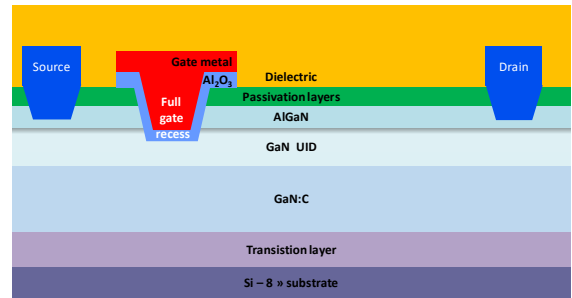 Source
Gate metal
Drain
Al2O3
Dielectric
Passivation layers
Full
gate
recess
AlGaN
GaN UID
GaN:C
Transistion layer
Si – 8 » substrate